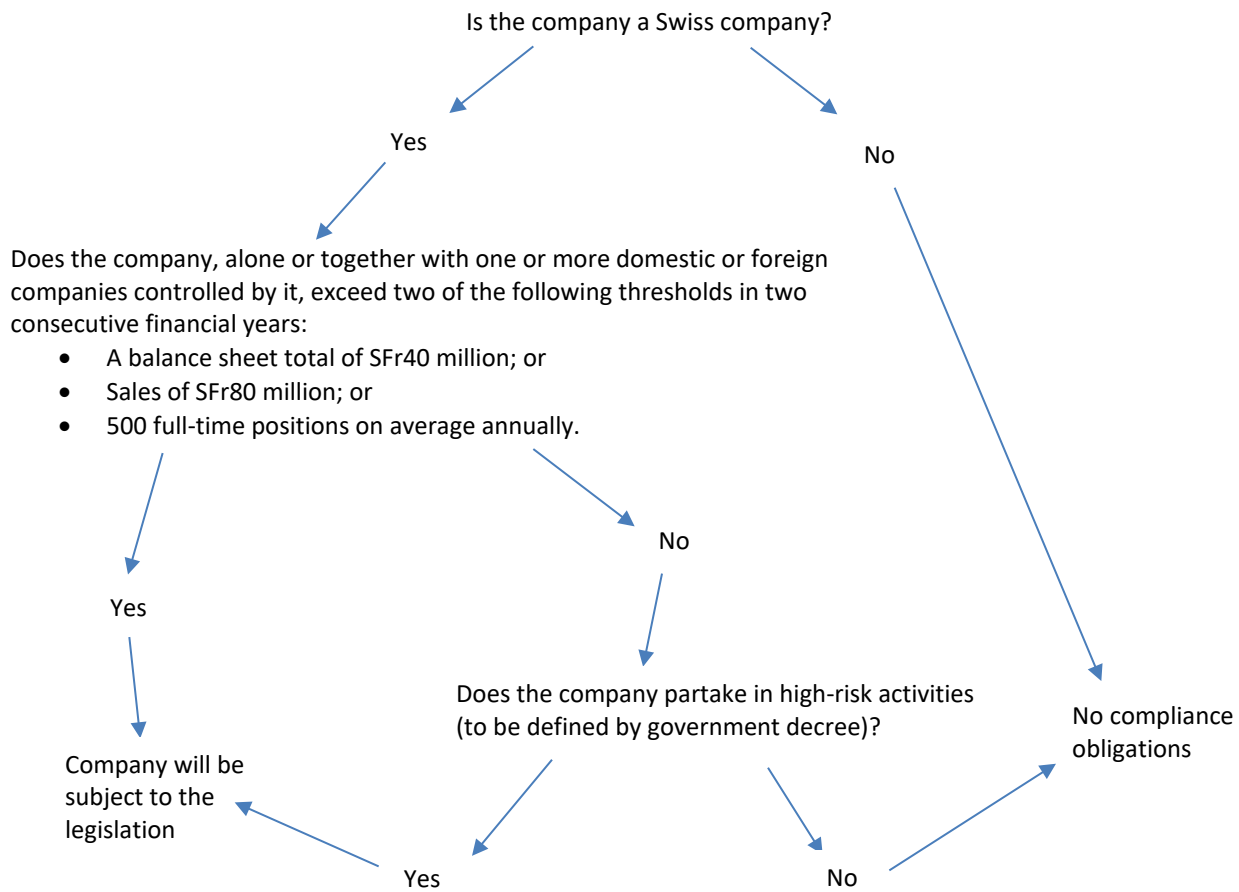 Is the company a Swiss company?
Yes
No
Does the company, alone or together with one or more domestic or foreign
companies controlled by it, exceed two of the following thresholds in two
consecutive financial years:
• A balance sheet total of SFr40 million; or
• Sales of SFr80 million; or
• 500 full-time positions on average annually.
No
Yes
Does the company partake in high-risk activities
(to be defined by government decree)?
No compliance
obligations
Company will be
subject to the
legislation
Yes
No